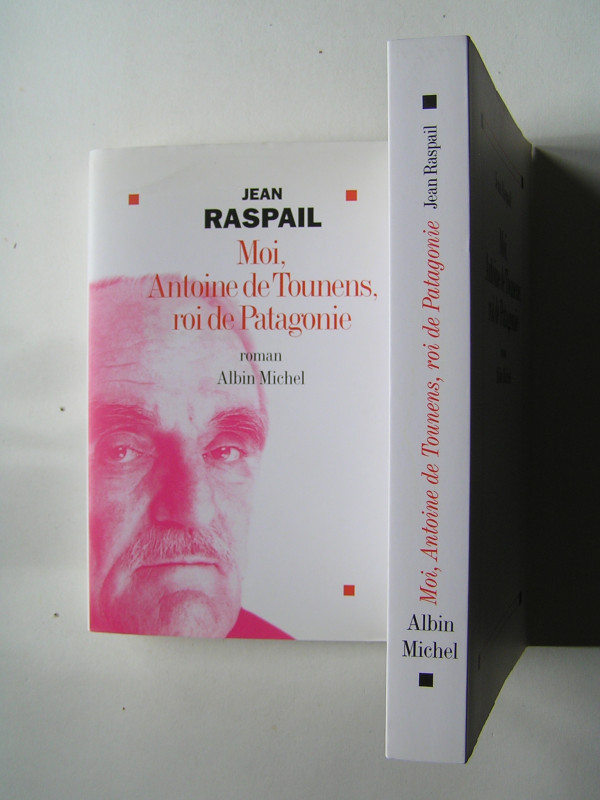 JEAN
RASPAIL
Moi,
Antoine de Tounens,
roi de Patagonie
roman
Albin Michel
Moi, Antoine de Tounens, roi de Patagonie Jean Raspail
Albin
Michel